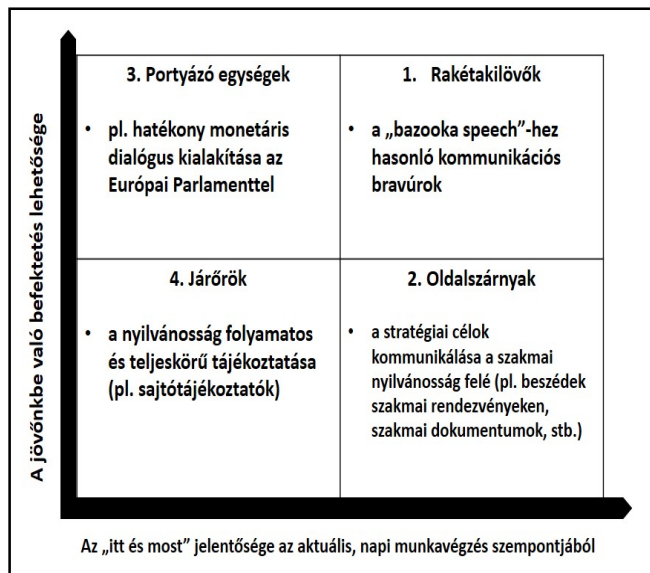 A jövőnkbe való befektetés lehetősége
3. Portyázó egységek
• pl. hatékony monetáris
dialógus kialakítása az
Európai Parlamenttel
1. Rakétakilövők
• a „bazooka speech”-hez
hasonló kommunikációs
bravúrok
4. Járőrök
• a nyilvánosság folyamatos
és teljeskörű tájékoztatása
(pl. sajtótájékoztatók)
2. Oldalszárnyak
• a stratégiai célok
kommunikálása a szakmai
nyilvánosság felé (pl. beszédek
szakmai rendezvényeken,
szakmai dokumentumok, stb.)
Az „itt és most” jelentősége az aktuális, napi munkavégzés szempontjából